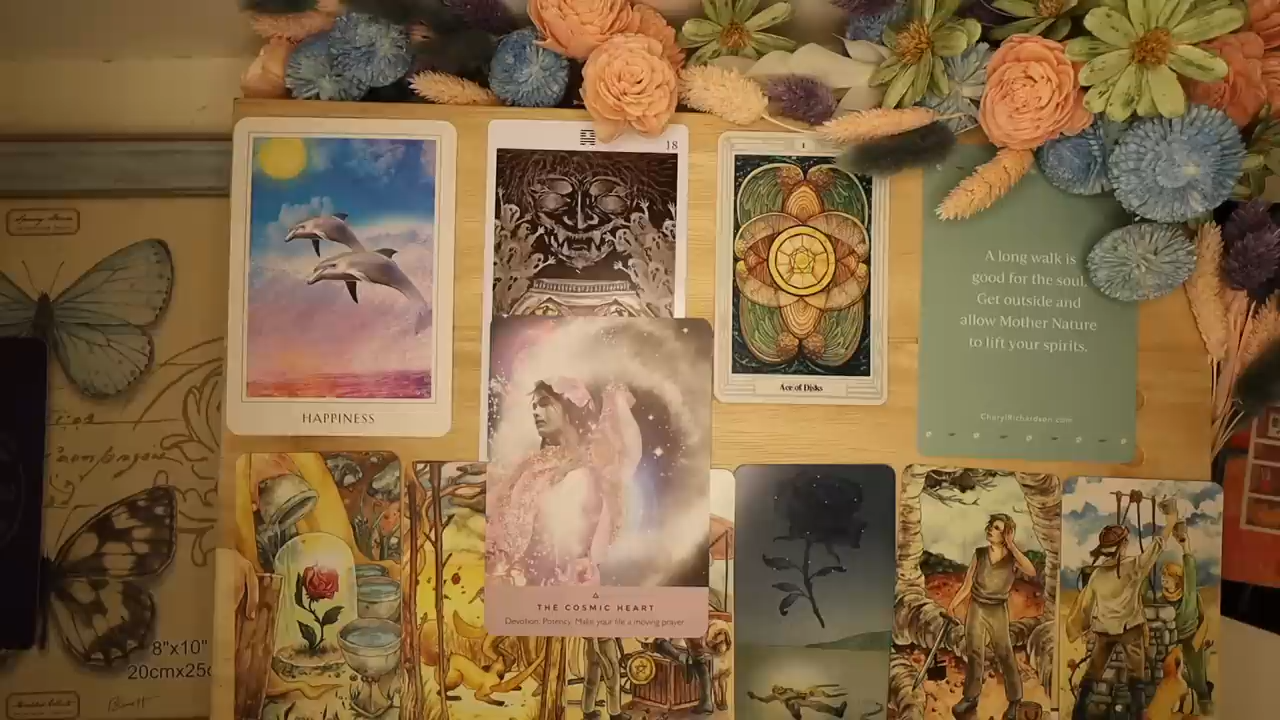 18
I
A long walk is
good for the soul.
Get outside and
allow Mother Nature
to lift your spirits.
HAPPINESS
Ace of Disks
CherylRichardson.com
THE COSMIC HEART
Devotion. Potency. Make your life a moving prayer
8"x10"
20cmx25c